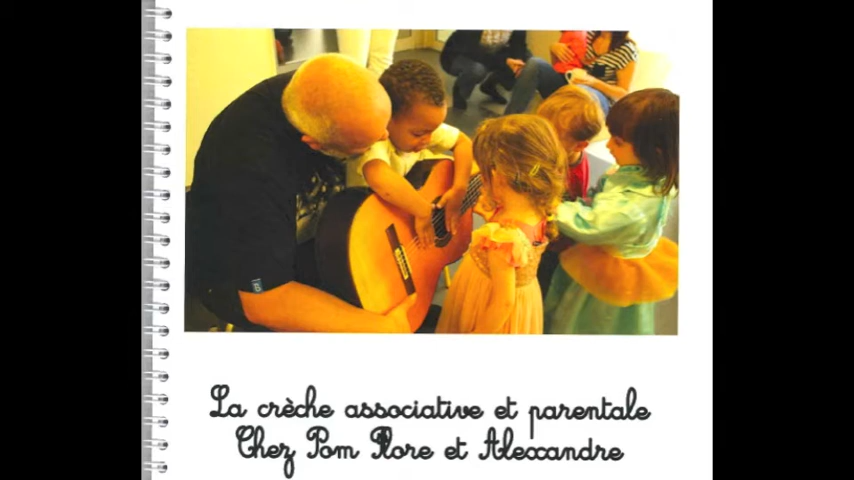 La crèche associative et parentale
Chez Pom Flore et Alexandre